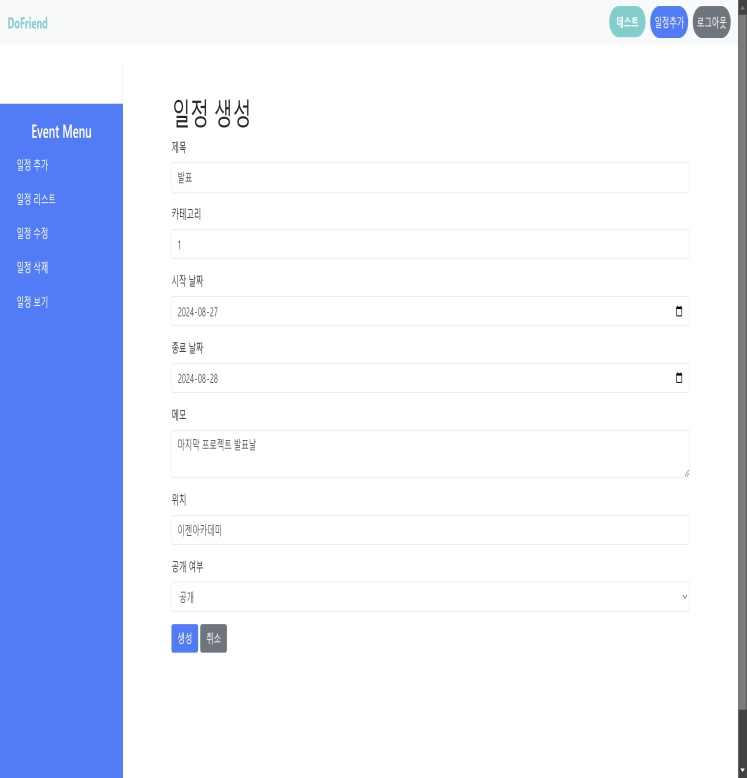 DoFriend
테스트
일정추가
로그아웃
Event Menu
일정 추가
일정 리스트
일정 수정
일정 삭제
일정 보기
일정 생성
제목
발표
카테고리
1
시작 날짜
2024-08-27
종료 날짜
2024-08-28
메모
마지막 프로젝트 발표날
위치
이젠아카데미
공개 여부
공개
생성
취소